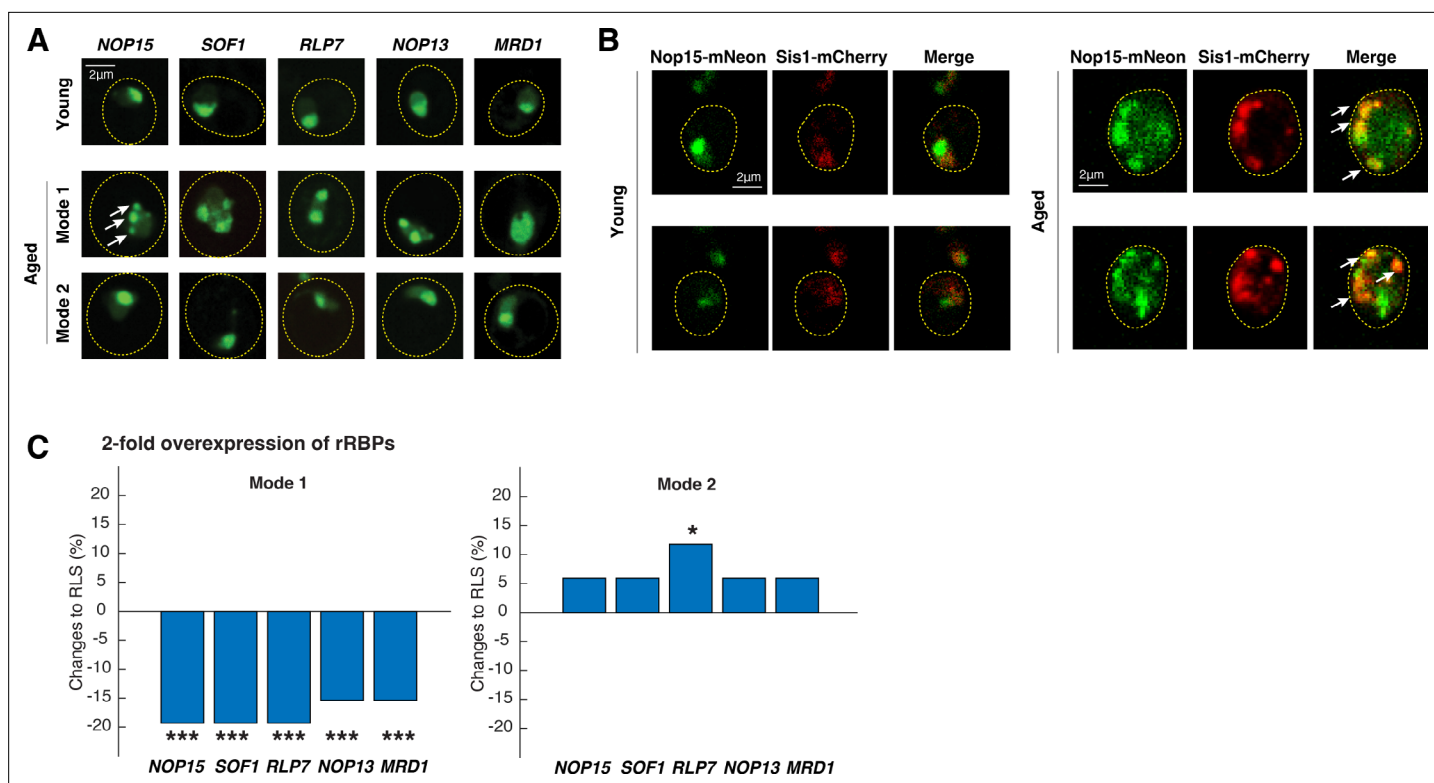 A
NOP15 SOF1 RLP7 NOP13 MRD1
2μm
Young
Aged
Mode 1
Mode 2
B
Nop15-mNeon Sis1-mCherry Merge
2μm
Young
Nop15-mNeon Sis1-mCherry Merge
2μm
Aged
C
2-fold overexpression of rRBPs
Mode 1
Changes to RLS (%)
20
15
10
5
0
-5
-10
-15
-20
*** *** *** *** ***
NOP15 SOF1 RLP7 NOP13 MRD1
Mode 2
Changes to RLS (%)
20
15
10
5
0
-5
-10
-15
-20
*
NOP15 SOF1 RLP7 NOP13 MRD1